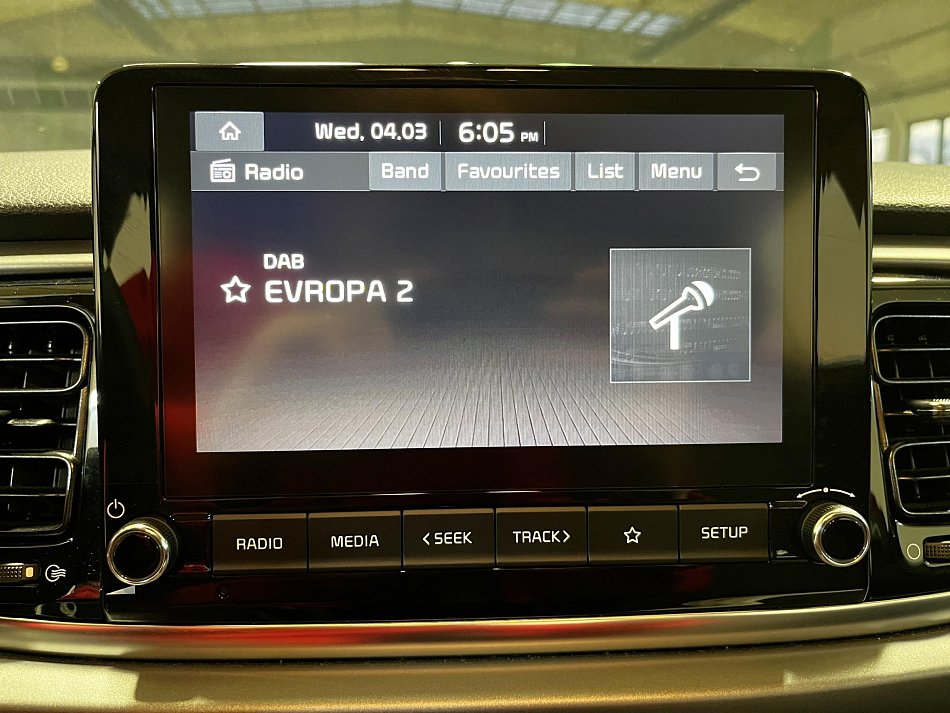 Wed, 04.03 6:05 PM
Radio Band Favourites List Menu
DAB
EVROPA 2
RADIO MEDIA <SEEK TRACK> SETUP